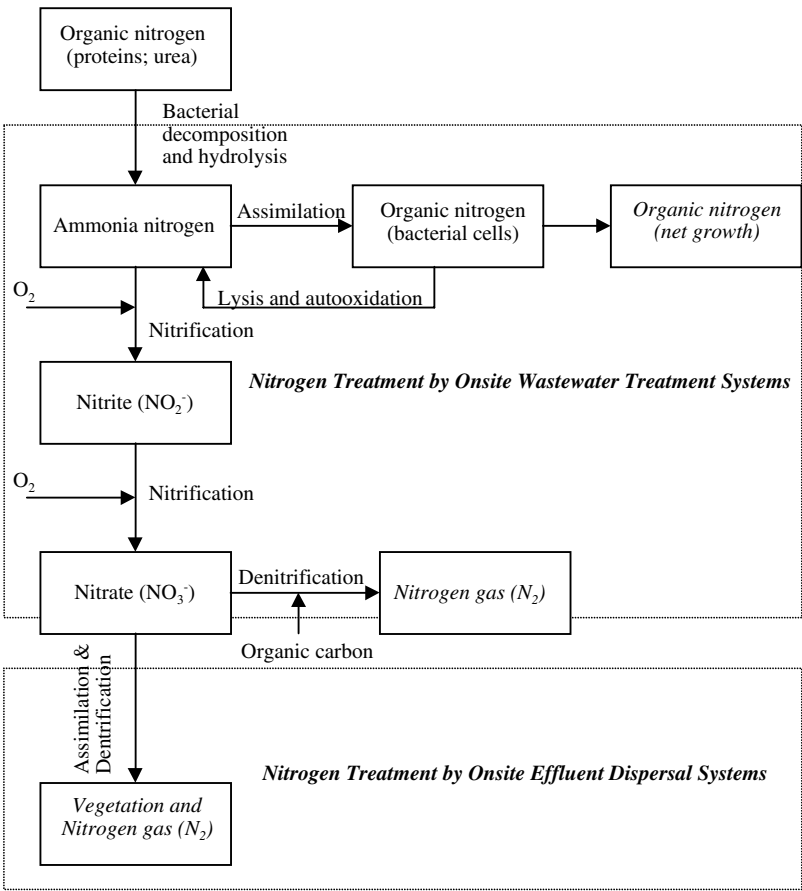 Organic nitrogen
(proteins; urea)
Bacterial
decomposition
and hydrolysis
Ammonia nitrogen
Assimilation
Organic nitrogen
(bacterial cells)
Organic nitrogen
(net growth)
Lysis and autooxidation
O₂
Nitrification
Nitrogen Treatment by Onsite Wastewater Treatment Systems
Nitrite (NO₂⁻)
O₂
Nitrification
Nitrate (NO₃⁻)
Denitrification
Nitrogen gas (N₂)
Organic carbon
Assimilation &
Dentrification
Nitrogen Treatment by Onsite Effluent Dispersal Systems
Vegetation and
Nitrogen gas (N₂)